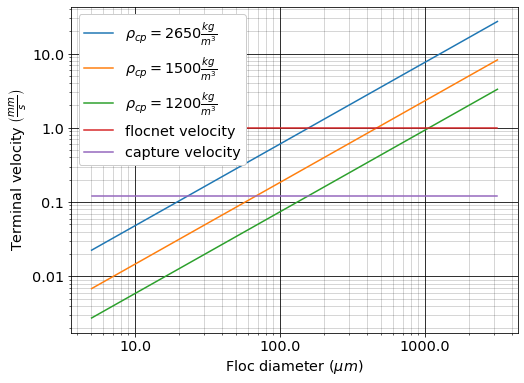 ρcp = 2650 kg/m³
ρcp = 1500 kg/m³
ρcp = 1200 kg/m³
flocnet velocity
capture velocity
Terminal velocity (mm/s)
10.0
1.0
0.1
0.01
10.0 100.0 1000.0
Floc diameter (μm)